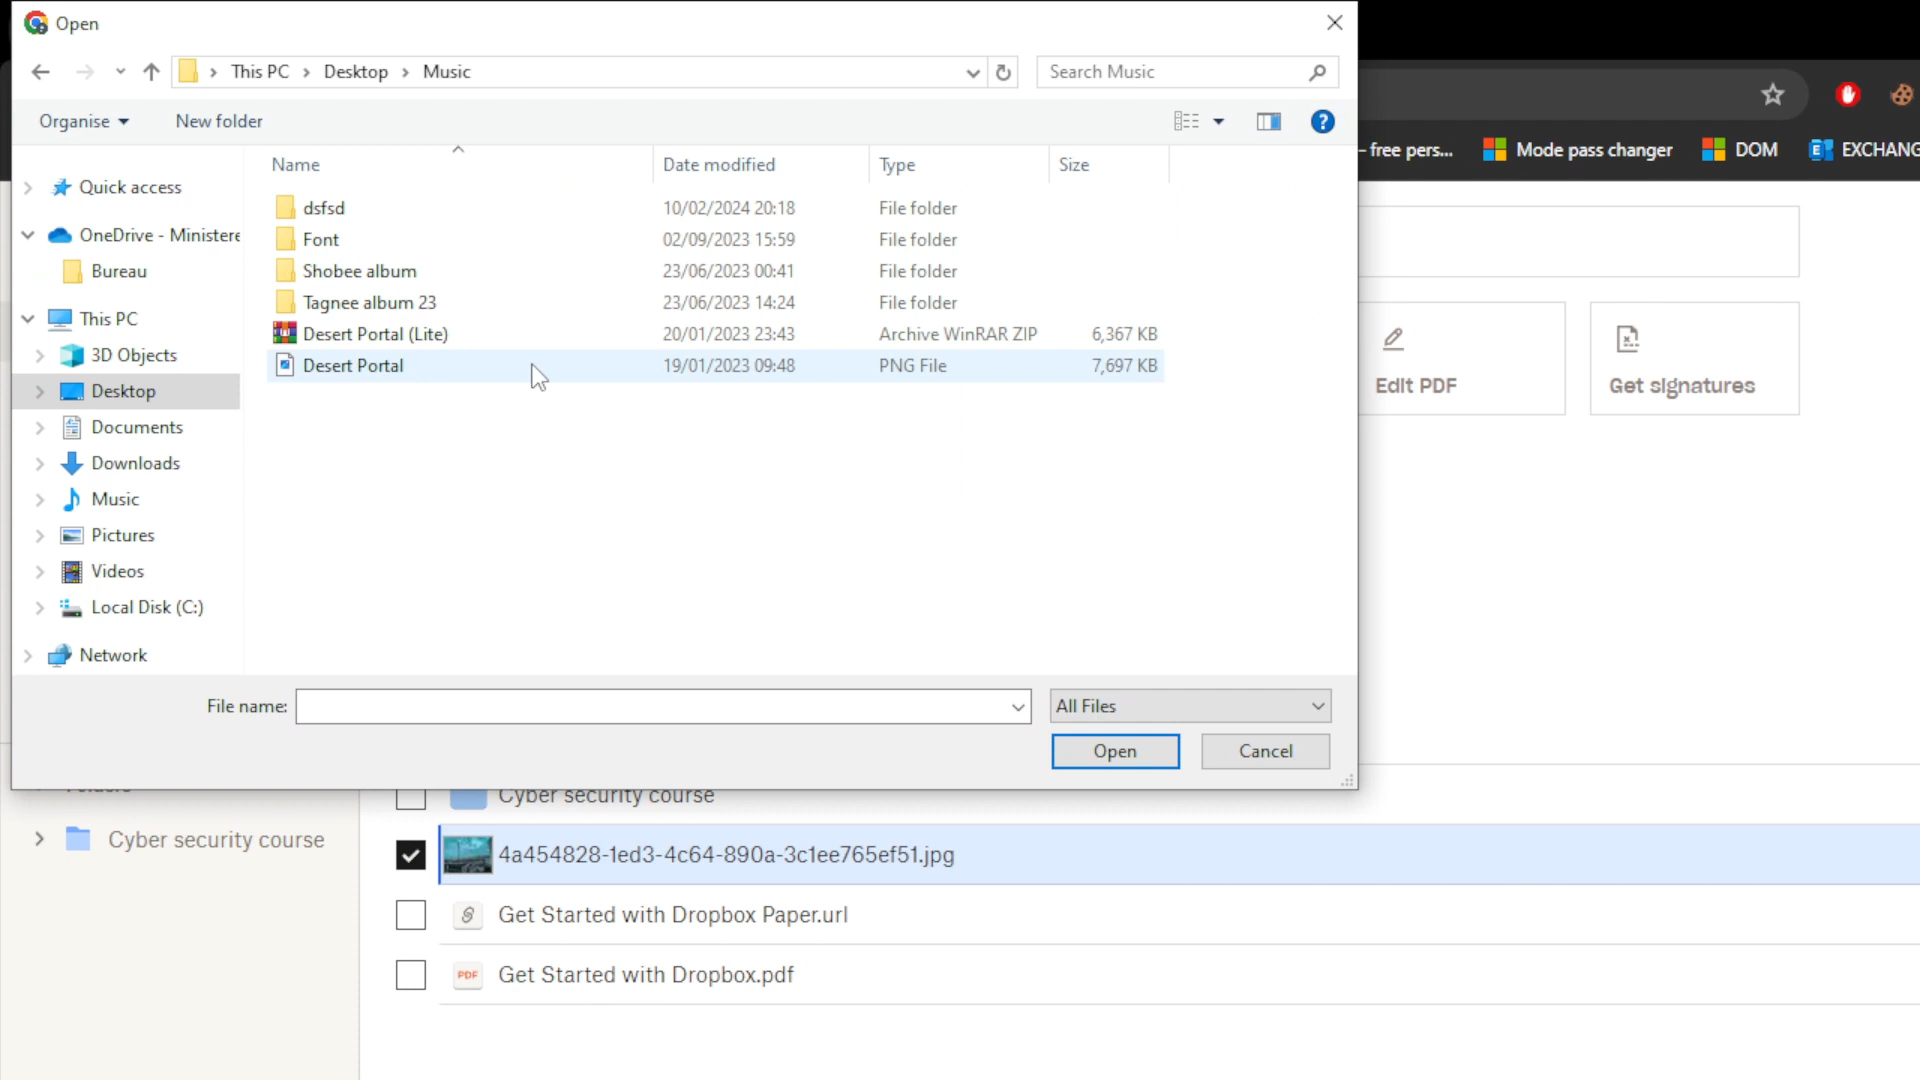 Open
This PC > Desktop > Music
Search Music
Organise
New folder
– free pers...
Mode pass changer
DOM
EXCHANG
Name
Date modified
Type
Size
Quick access
OneDrive - Ministere
Bureau
This PC
3D Objects
Desktop
Documents
Downloads
Music
Pictures
Videos
Local Disk (C:)
Network
dsfsd 10/02/2024 20:18 File folder
Font 02/09/2023 15:59 File folder
Shobee album 23/06/2023 00:41 File folder
Tagnee album 23 23/06/2023 14:24 File folder
Desert Portal (Lite) 20/01/2023 23:43 Archive WinRAR ZIP 6,367 KB
Desert Portal 19/01/2023 09:48 PNG File 7,697 KB
Edit PDF
Get signatures
File name:
All Files
Open
Cancel
Folders
Cyber security course
Cyber security course
4a454828-1ed3-4c64-890a-3c1ee765ef51.jpg
Get Started with Dropbox Paper.url
PDF Get Started with Dropbox.pdf